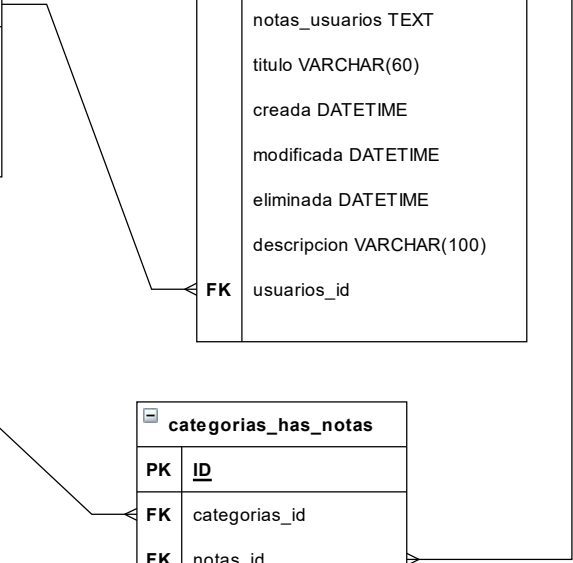 notas_usuarios TEXT
titulo VARCHAR(60)
creada DATETIME
modificada DATETIME
eliminada DATETIME
descripcion VARCHAR(100)
FK usuarios_id
categorias_has_notas
PK ID
FK categorias_id
FK notas_id